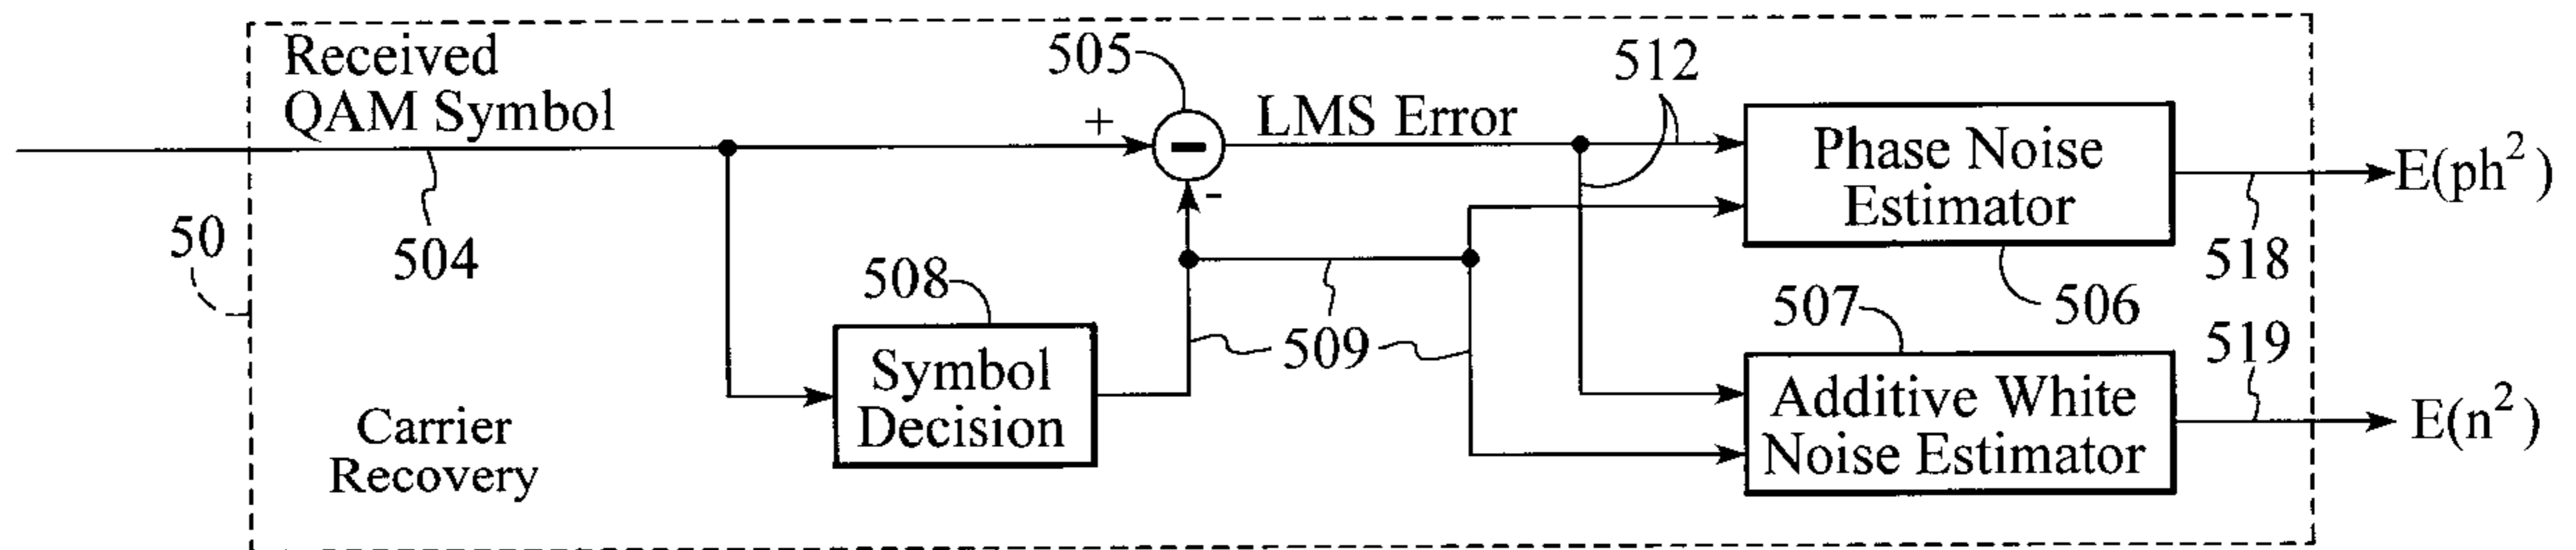 Received
QAM Symbol
505
LMS Error
512
+
-
Phase Noise
Estimator
E(ph²)
50
504
508
518
506
507
509
519
Symbol
Decision
Additive White
Noise Estimator
E(n²)
Carrier
Recovery